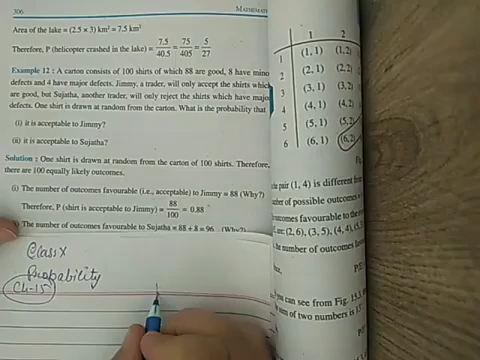 306
MATHEMAT
Area of the lake = (2.5 × 3) km² = 7.5 km²
Therefore, P (helicopter crashed in the lake) = 7.5/40.5 = 75/405 = 5/27
Example 12 : A carton consists of 100 shirts of which 88 are good, 8 have mino
defects and 4 have major defects. Jimmy, a trader, will only accept the shirts which
are good, but Sujatha, another trader, will only reject the shirts which have major
defects. One shirt is drawn at random from the carton. What is the probability that
(i) it is acceptable to Jimmy?
(ii) it is acceptable to Sujatha?
Solution : One shirt is drawn at random from the carton of 100 shirts. Therefore,
there are 100 equally likely outcomes.
(i) The number of outcomes favourable (i.e., acceptable) to Jimmy = 88 (Why?)
Therefore, P (shirt is acceptable to Jimmy) = 88/100 = 0.88
The number of outcomes favourable to Sujatha = 88 + 8 = 96 (Why?)
Class X
Probability
Ch-15
1 2
1 (1, 1) (1, 2)
2 (2, 1) (2, 2)
3 (3, 1) (3, 2)
4 (4, 1) (4, 2)
5 (5, 1) (5, 2)
6 (6, 1) (6, 2)
pair (1, 4) is different from
number of possible outcomes
outcomes favourable to the
are: (2, 6), (3, 5), (4, 4),
the number of outcomes
you can see from Fig. 15.3,
sum of two numbers is 13